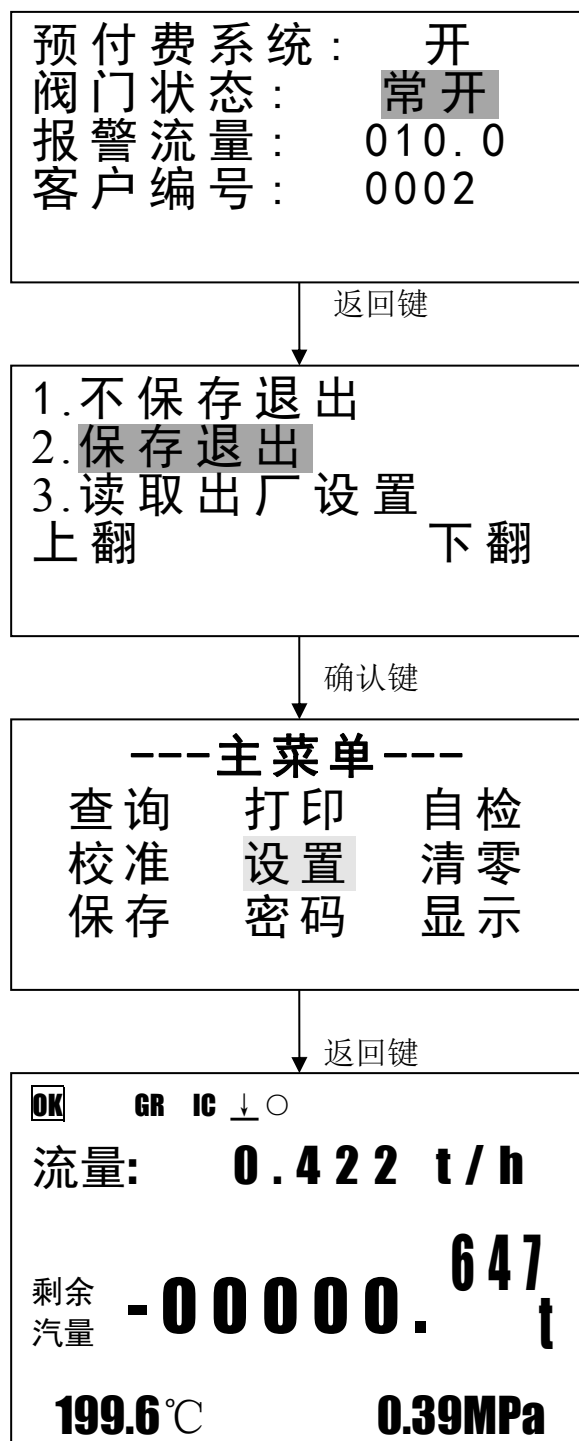 预付费系统: 开
阀门状态: 常开
报警流量: 010.0
客户编号: 0002
返回键
1.不保存退出
2.保存退出
3.读取出厂设置
上翻 下翻
确认键
---主菜单---
查询 打印 自检
校准 设置 清零
保存 密码 显示
返回键
OK GR IC ↓○
流量: 0.422 t/h
剩余汽量 -00000.647 t
199.6℃ 0.39MPa